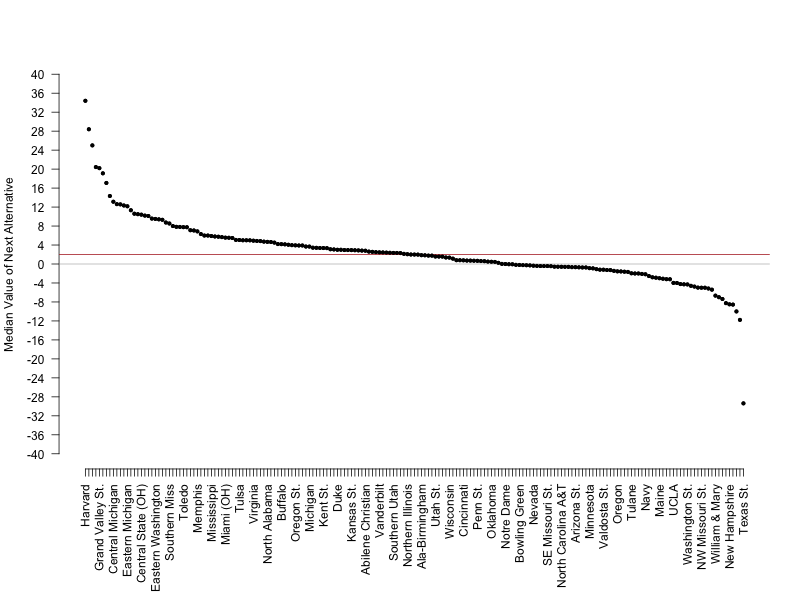 Median Value of Next Alternative
40
36
32
28
24
20
16
12
8
4
0
-4
-8
-12
-16
-20
-24
-28
-32
-36
-40
Harvard
Grand Valley St.
Central Michigan
Eastern Michigan
Central State (OH)
Eastern Washington
Southern Miss
Toledo
Memphis
Mississippi
Miami (OH)
Tulsa
Virginia
North Alabama
Buffalo
Oregon St.
Michigan
Kent St.
Duke
Kansas St.
Abilene Christian
Vanderbilt
Southern Utah
Northern Illinois
Ala-Birmingham
Utah St.
Wisconsin
Cincinnati
Penn St.
Oklahoma
Notre Dame
Bowling Green
Nevada
SE Missouri St.
North Carolina A&T
Arizona St.
Minnesota
Valdosta St.
Oregon
Tulane
Navy
Maine
UCLA
Washington St.
NW Missouri St.
William & Mary
New Hampshire
Texas St.